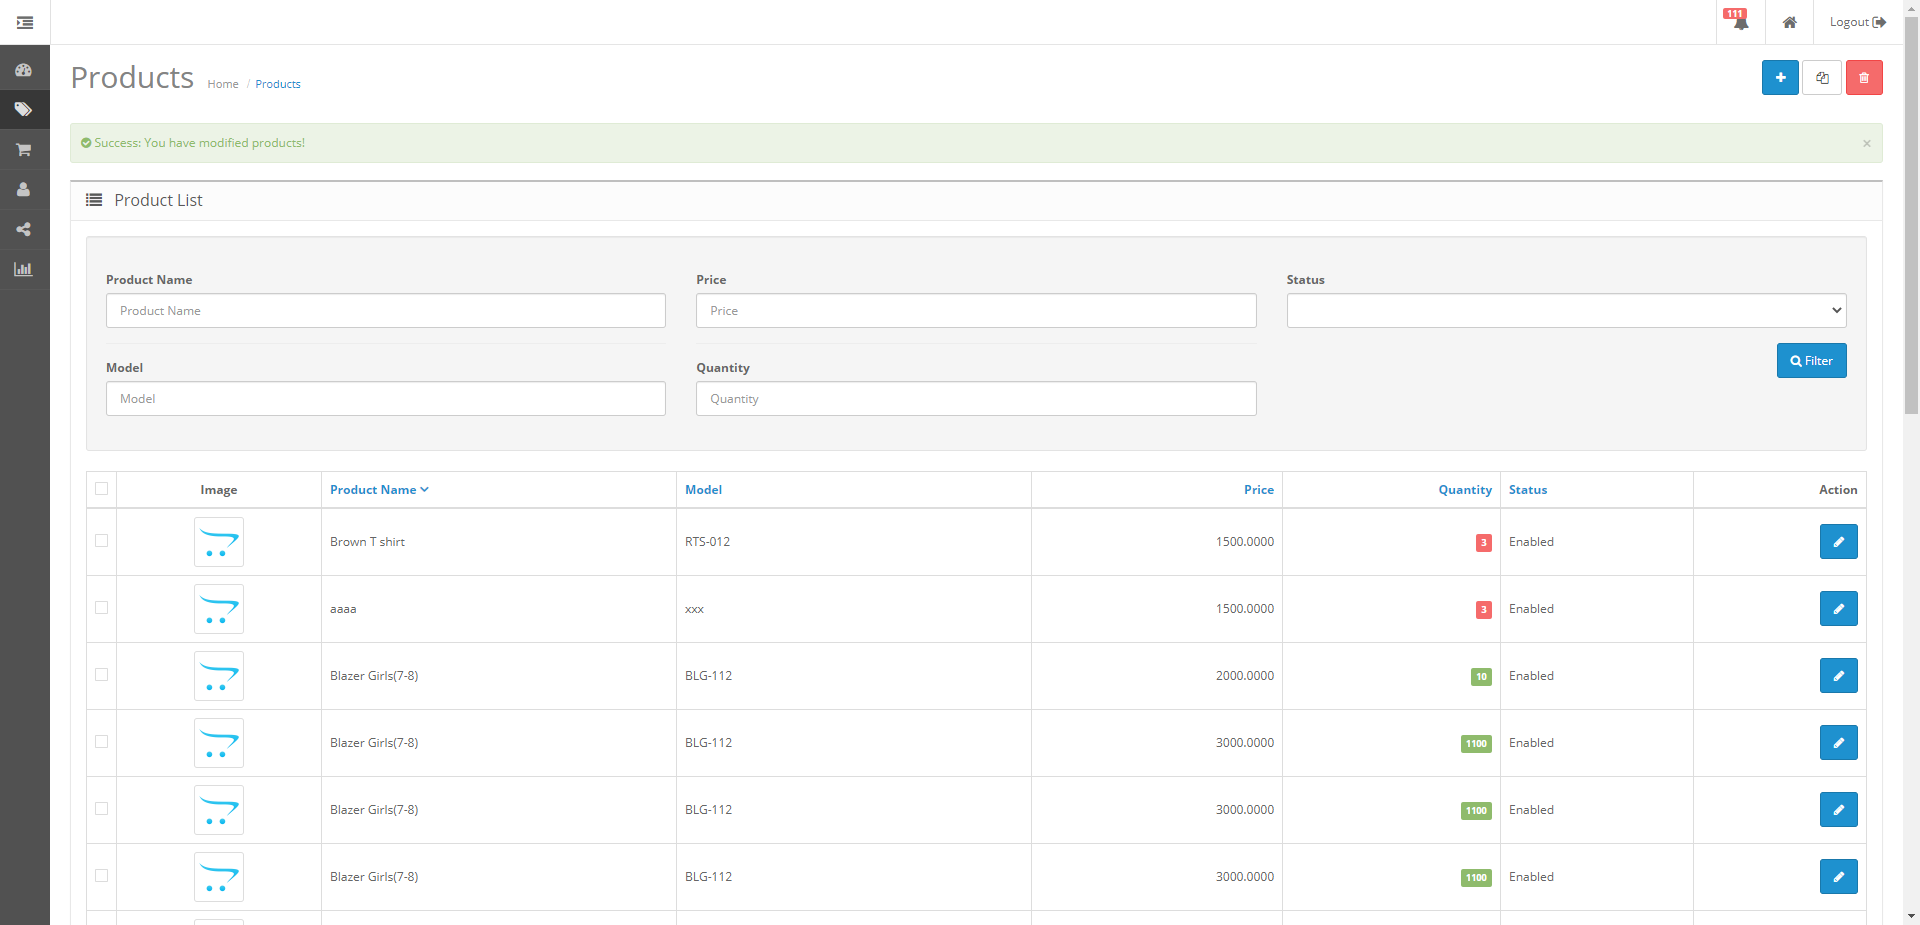 111
Logout
Products Home / Products
Success: You have modified products! ×
Product List
Product Name Price Status
Product Name Price
Model Quantity
Filter
Model Quantity
Image Product Name Model Price Quantity Status Action
Brown T shirt RTS-012 1500.0000 3 Enabled
aaaa xxx 1500.0000 3 Enabled
Blazer Girls(7-8) BLG-112 2000.0000 10 Enabled
Blazer Girls(7-8) BLG-112 3000.0000 1100 Enabled
Blazer Girls(7-8) BLG-112 3000.0000 1100 Enabled
Blazer Girls(7-8) BLG-112 3000.0000 1100 Enabled